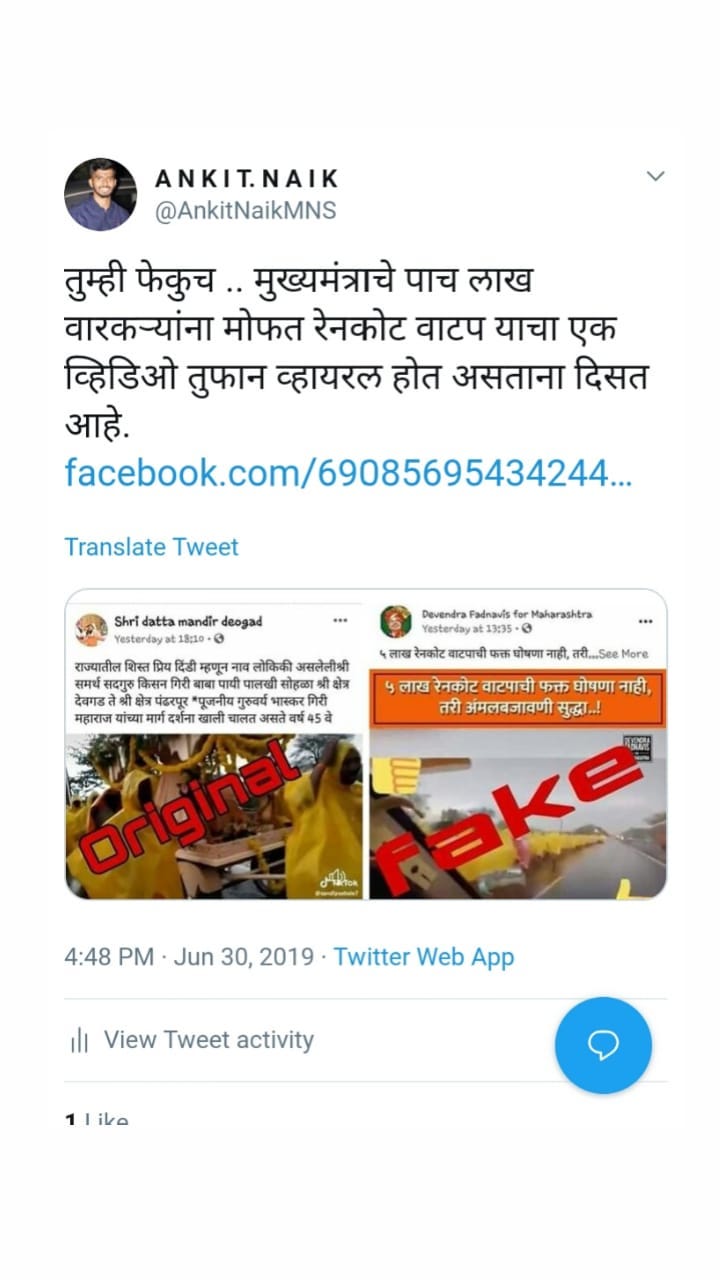 ANKIT.NAIK
@AnkitNaikMNS
तुम्ही फेकुच .. मुख्यमंत्राचे पाच लाख
वारकऱ्यांना मोफत रेनकोट वाटप याचा एक
व्हिडिओ तुफान व्हायरल होत असताना दिसत
आहे.
facebook.com/69085695434244...
Translate Tweet
Shri datta mandir deogad
Yesterday at 18:10
राज्यातील शिस्त प्रिय दिंडी म्हणून नाव लोकिकी असलेलीश्री
समर्थ सदगुरु किसन गिरी बाबा पायी पालखी सोहळा श्री क्षेत्र
देवगड ते श्री क्षेत्र पंढरपूर *पूजनीय गुरुवर्य भास्कर गिरी
महाराज यांच्या मार्ग दर्शना खाली चालत असते वर्ष 45 वे
Original
TikTok
Devendra Fadnavis for Maharashtra
Yesterday at 13:35
५ लाख रेनकोट वाटपाची फक्त घोषणा नाही, तरी...See More
५ लाख रेनकोट वाटपाची फक्त घोषणा नाही,
तरी अंमलबजावणी सुद्धा..!
fake
4:48 PM · Jun 30, 2019 · Twitter Web App
View Tweet activity
1 Like